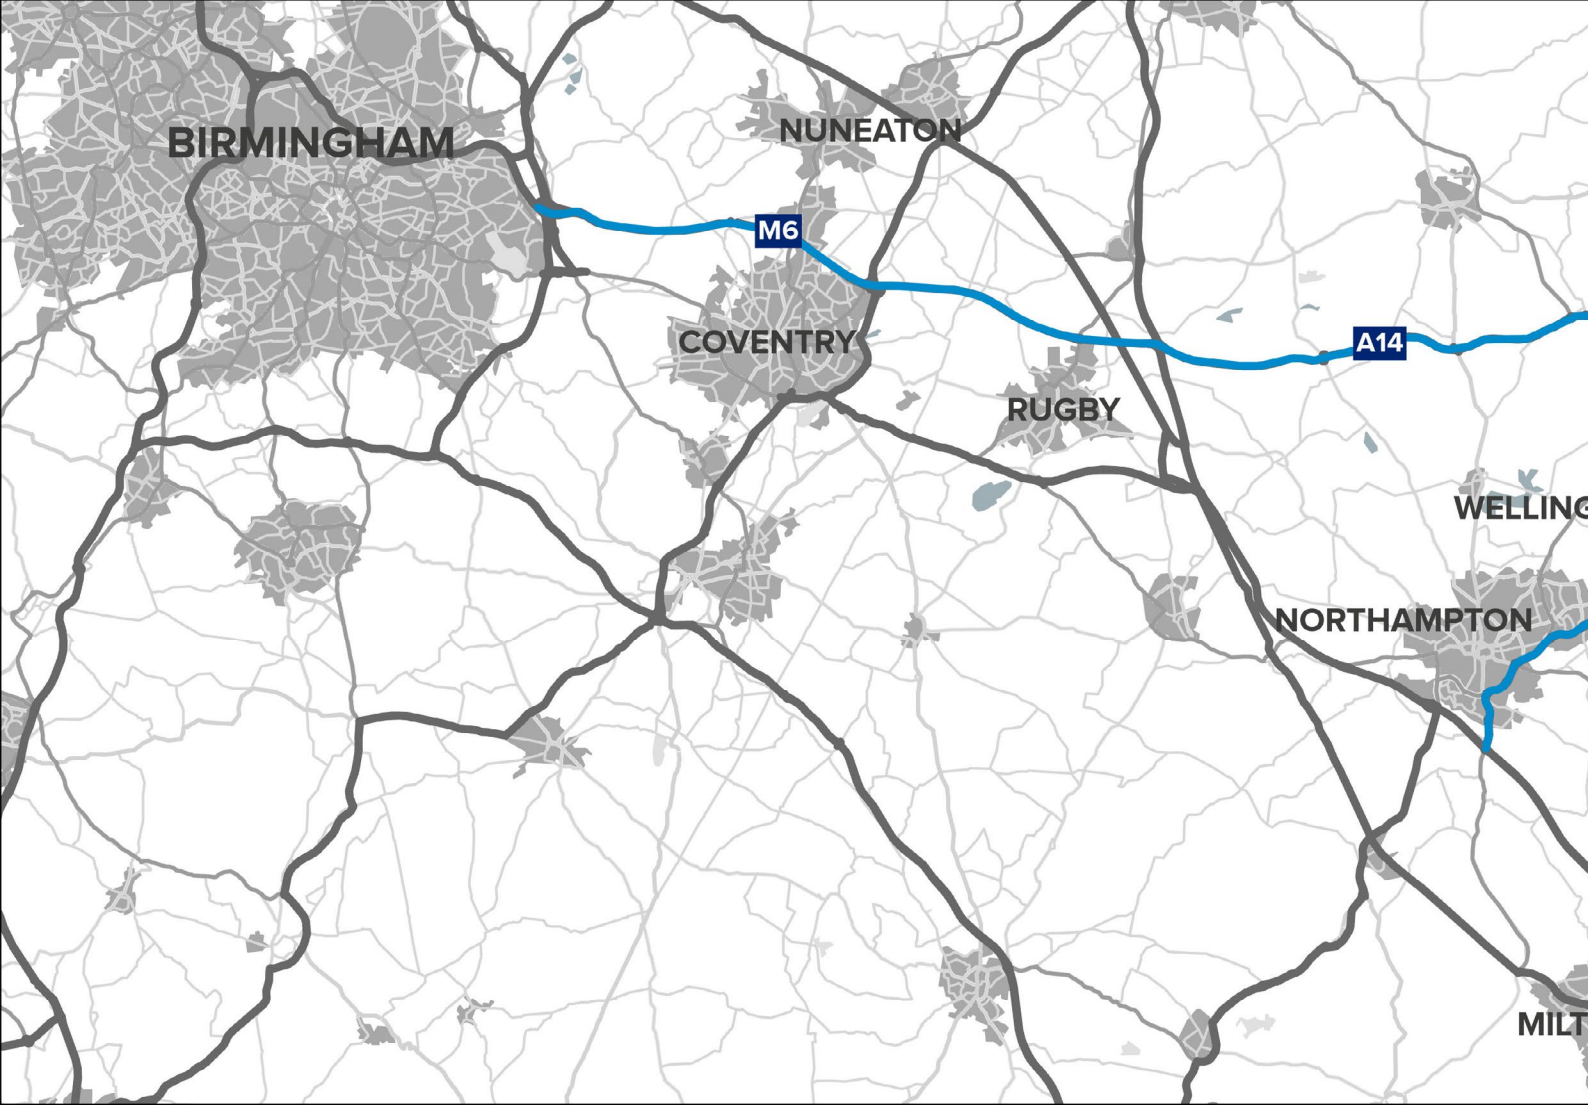 BIRMINGHAM
NUNEATON
M6
COVENTRY
A14
RUGBY
WELLING
NORTHAMPTON
MILT